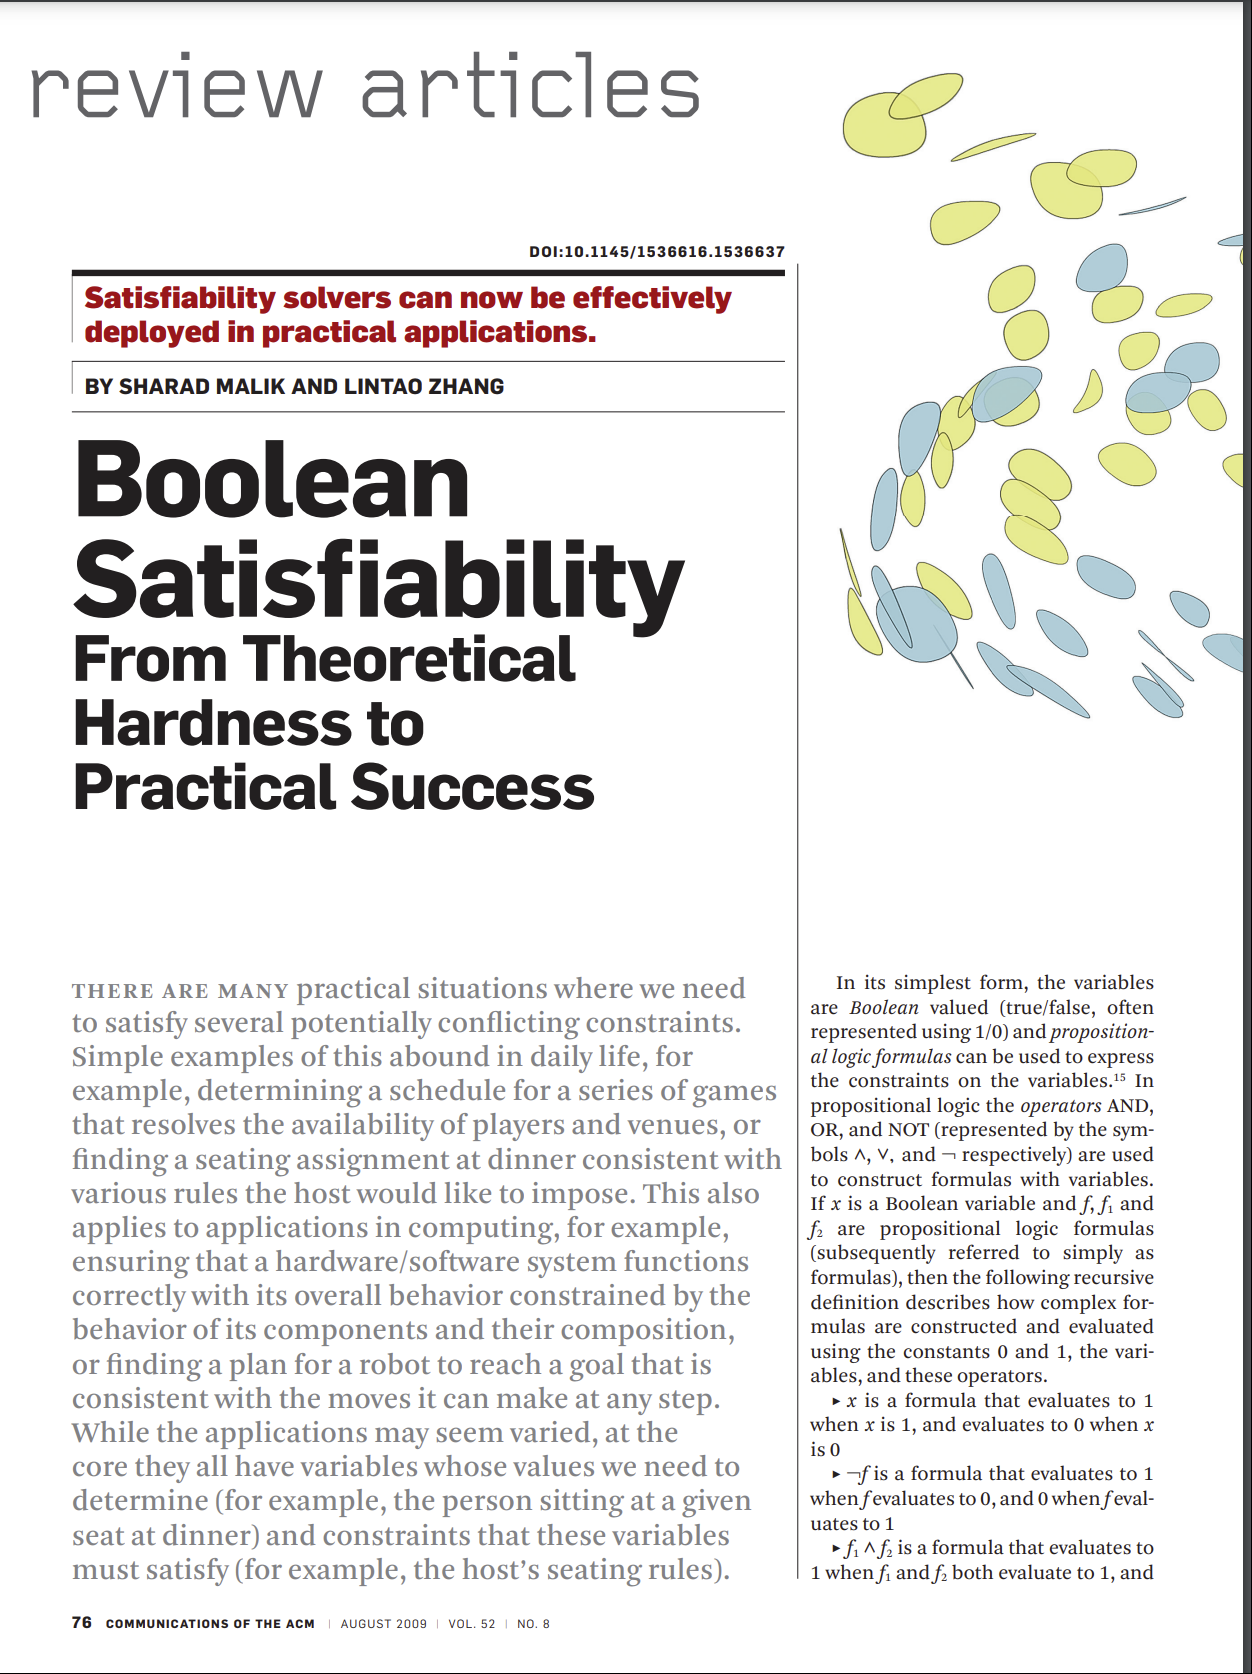 review articles
DOI:10.1145/1536616.1536637
Satisfiability solvers can now be effectively
deployed in practical applications.
BY SHARAD MALIK AND LINTAO ZHANG
Boolean
Satisfiability
From Theoretical
Hardness to
Practical Success
THERE ARE MANY practical situations where we need
to satisfy several potentially conflicting constraints.
Simple examples of this abound in daily life, for
example, determining a schedule for a series of games
that resolves the availability of players and venues, or
finding a seating assignment at dinner consistent with
various rules the host would like to impose. This also
applies to applications in computing, for example,
ensuring that a hardware/software system functions
correctly with its overall behavior constrained by the
behavior of its components and their composition,
or finding a plan for a robot to reach a goal that is
consistent with the moves it can make at any step.
While the applications may seem varied, at the
core they all have variables whose values we need to
determine (for example, the person sitting at a given
seat at dinner) and constraints that these variables
must satisfy (for example, the host’s seating rules).
In its simplest form, the variables
are Boolean valued (true/false, often
represented using 1/0) and proposition-
al logic formulas can be used to express
the constraints on the variables.¹⁵ In
propositional logic the operators AND,
OR, and NOT (represented by the sym-
bols ∧, ∨, and ¬ respectively) are used
to construct formulas with variables.
If x is a Boolean variable and f, f₁ and
f₂ are propositional logic formulas
(subsequently referred to simply as
formulas), then the following recursive
definition describes how complex for-
mulas are constructed and evaluated
using the constants 0 and 1, the vari-
ables, and these operators.
▸ x is a formula that evaluates to 1
when x is 1, and evaluates to 0 when x
is 0
▸ ¬f is a formula that evaluates to 1
when f evaluates to 0, and 0 when f eval-
uates to 1
▸ f₁ ∧ f₂ is a formula that evaluates to
1 when f₁ and f₂ both evaluate to 1, and
76 COMMUNICATIONS OF THE ACM | AUGUST 2009 | VOL. 52 | NO. 8